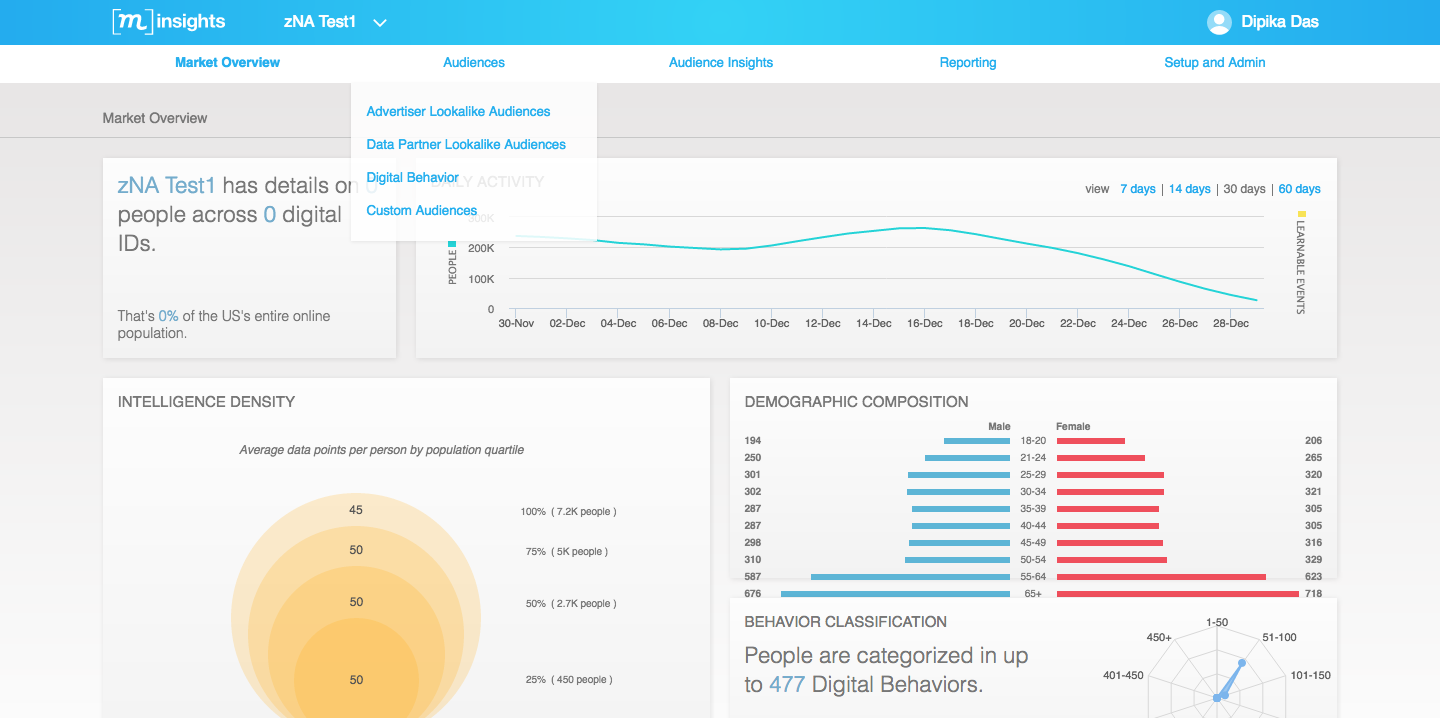 m insights
zNA Test1
Dipika Das
Market Overview
Audiences
Audience Insights
Reporting
Setup and Admin
Advertiser Lookalike Audiences
Data Partner Lookalike Audiences
Digital Behavior
Custom Audiences
Market Overview
zNA Test1 has details on 0
people across 0 digital
IDs.
That's 0% of the US's entire online
population.
DAILY ACTIVITY
view 7 days | 14 days | 30 days | 60 days
PEOPLE
300K
200K
100K
0
30-Nov 02-Dec 04-Dec 06-Dec 08-Dec 10-Dec 12-Dec 14-Dec 16-Dec 18-Dec 20-Dec 22-Dec 24-Dec 26-Dec 28-Dec
LEARNABLE EVENTS
INTELLIGENCE DENSITY
Average data points per person by population quartile
45 100% ( 7.2K people )
50 75% ( 5K people )
50 50% ( 2.7K people )
50 25% ( 450 people )
DEMOGRAPHIC COMPOSITION
Male Female
194 18-20 206
250 21-24 265
301 25-29 320
302 30-34 321
287 35-39 305
287 40-44 305
298 45-49 316
310 50-54 329
587 55-64 623
676 65+ 718
BEHAVIOR CLASSIFICATION
People are categorized in up
to 477 Digital Behaviors.
1-50
450+ 51-100
401-450 101-150